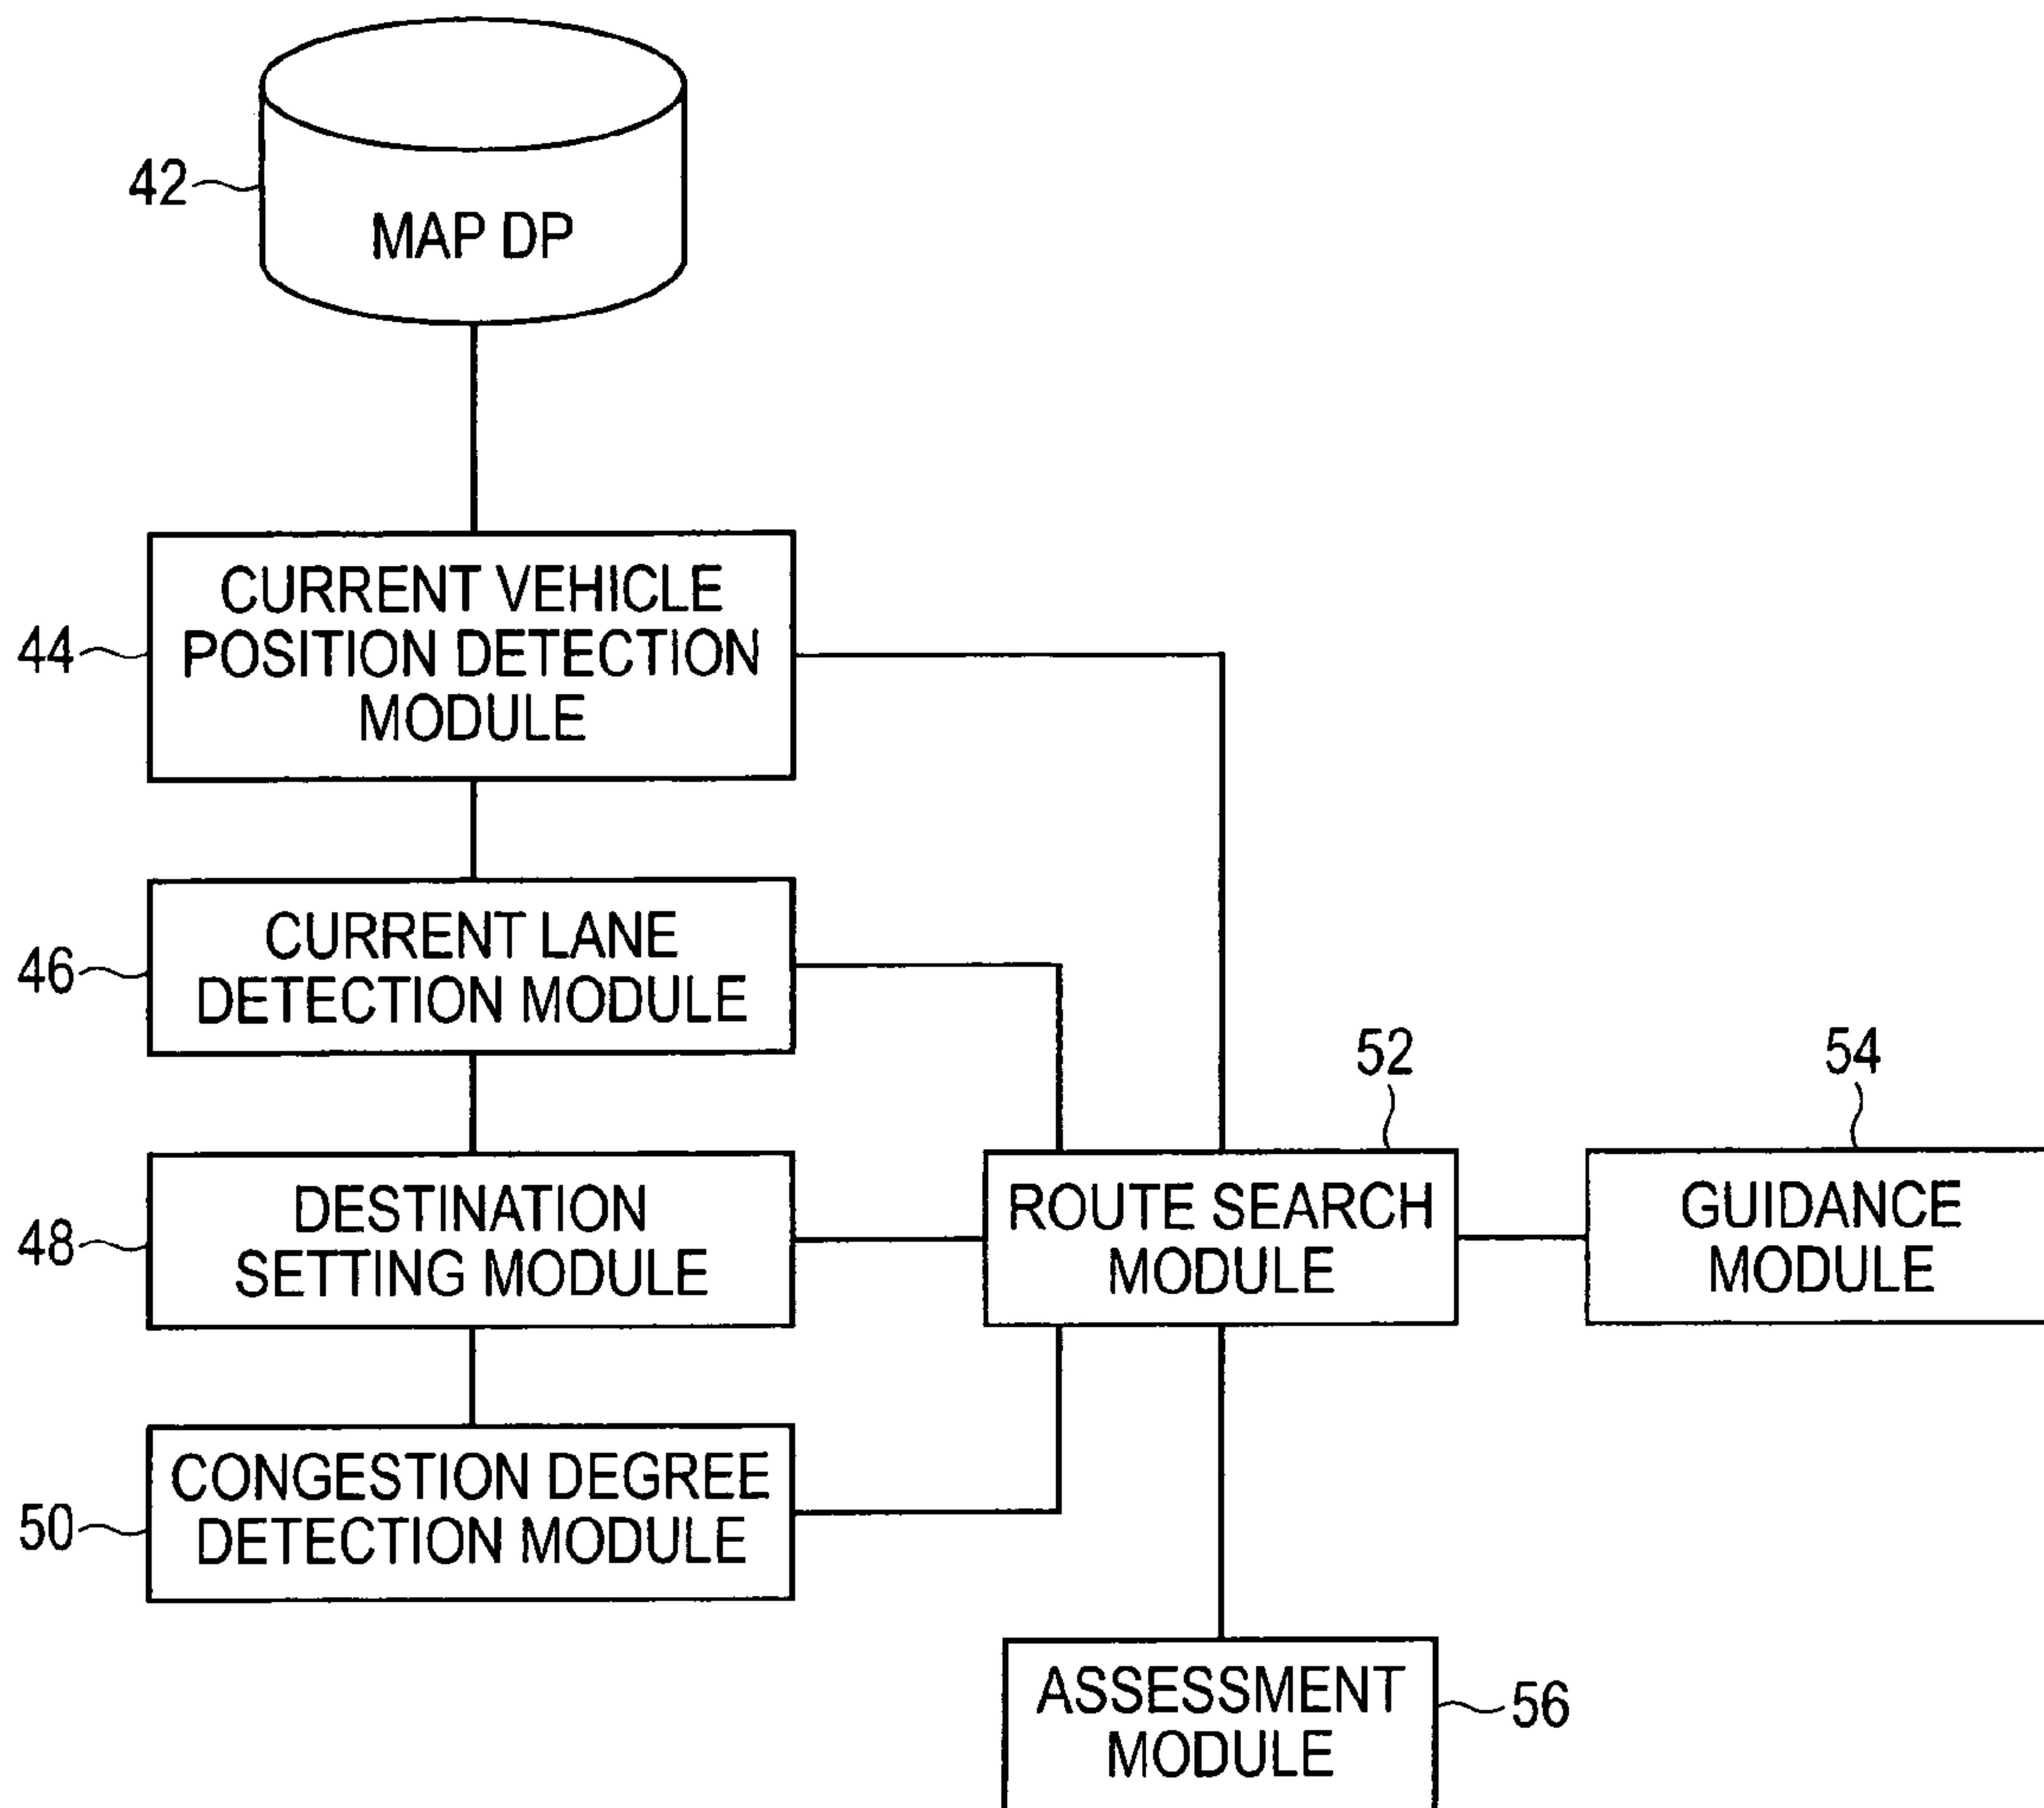 42
MAP DP
44
CURRENT VEHICLE
POSITION DETECTION
MODULE
46
CURRENT LANE
DETECTION MODULE
48
DESTINATION
SETTING MODULE
52
ROUTE SEARCH
MODULE
54
GUIDANCE
MODULE
50
CONGESTION DEGREE
DETECTION MODULE
ASSESSMENT
MODULE
56